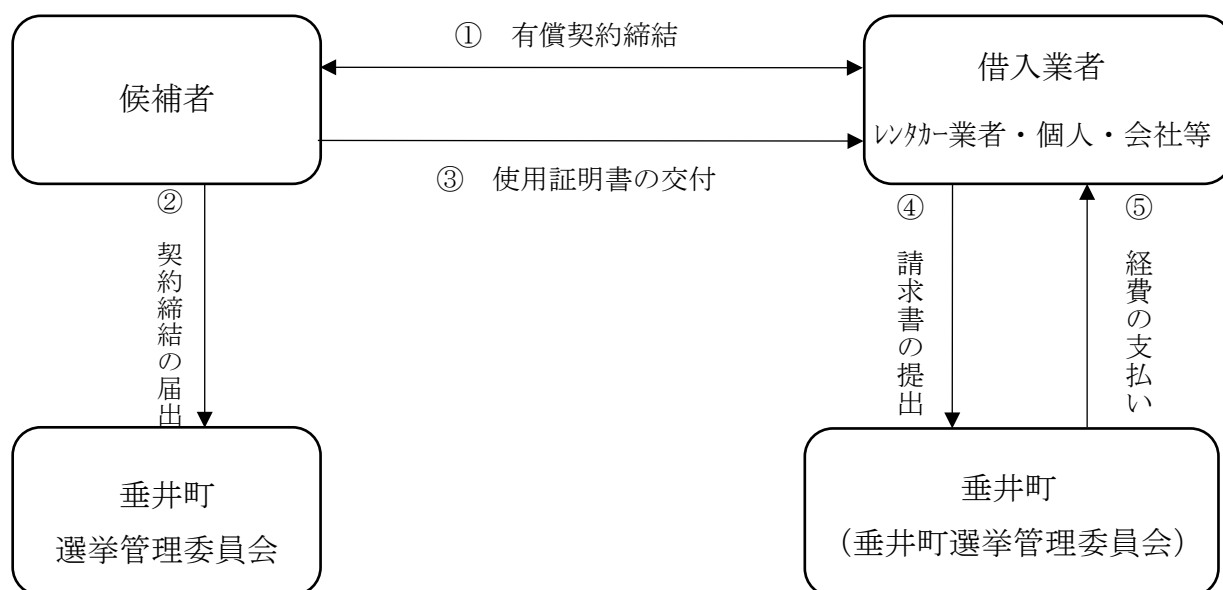 ① 有償契約締結
候補者
借入業者
ﾚﾝﾀｶｰ業者・個人・会社等
③ 使用証明書の交付
② 契約締結の届出
④ 請求書の提出
⑤ 経費の支払い
垂井町
選挙管理委員会
垂井町
（垂井町選挙管理委員会）